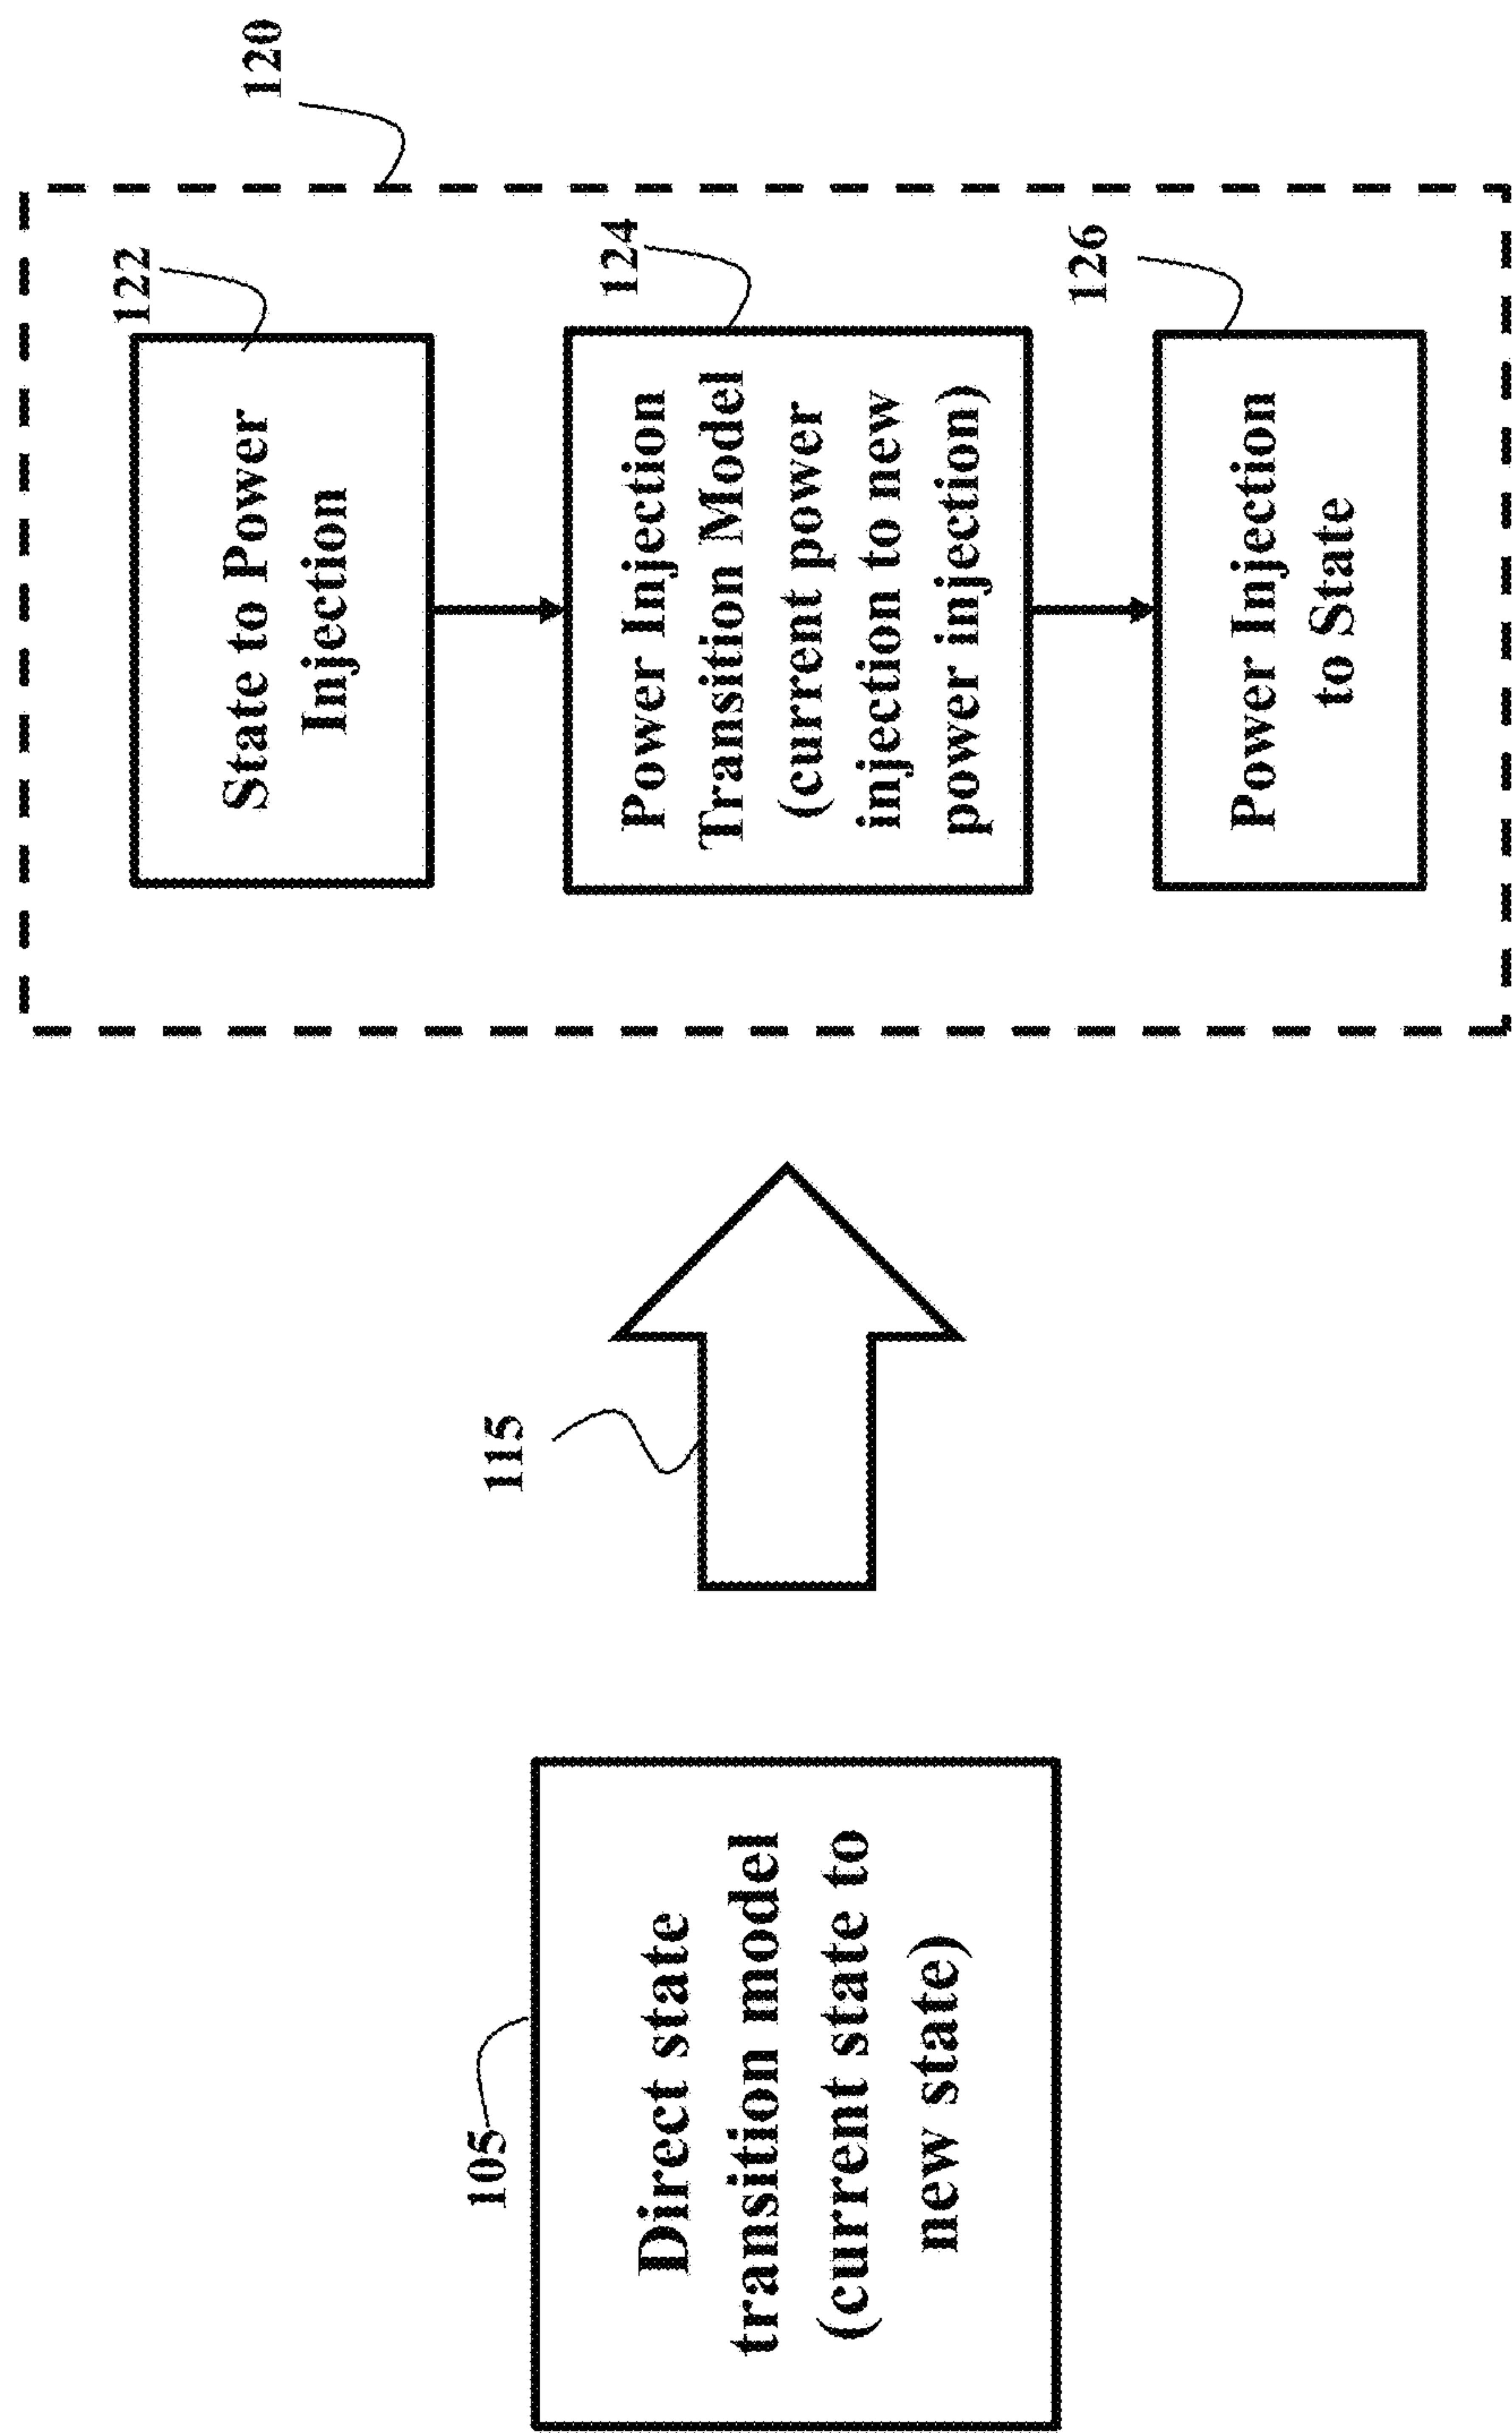 105
Direct state
transition model
(current state to
new state)
115
120
122
State to Power
Injection
124
Power Injection
Transition Model
(current power
injection to new
power injection)
126
Power Injection
to State